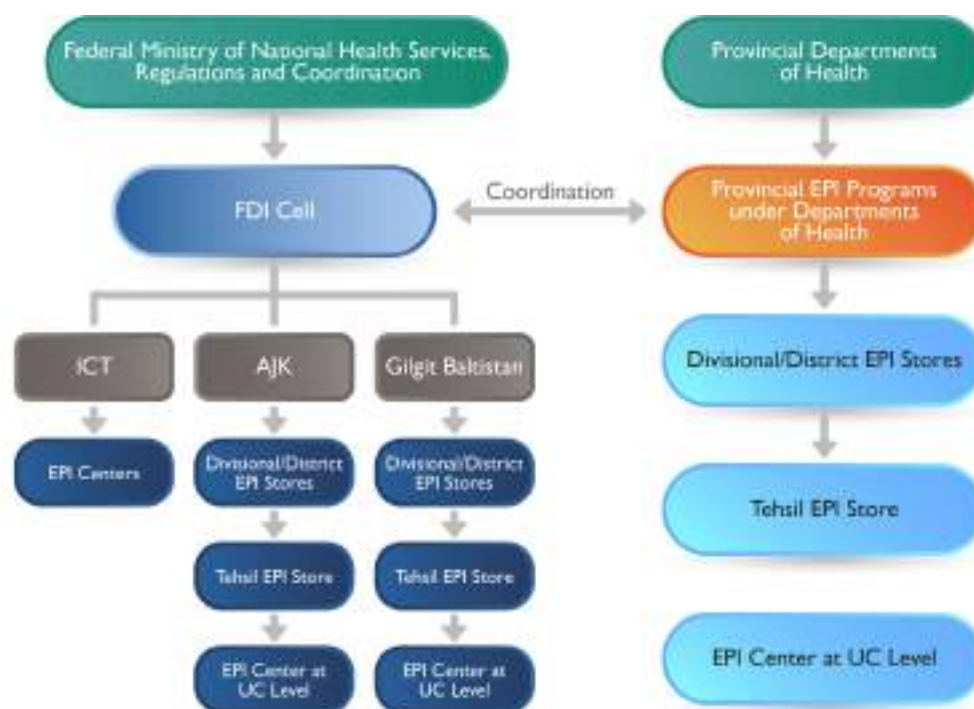 Federal Ministry of National Health Services,
Regulations and Coordination
Provincial Departments
of Health
FDI Cell
Coordination
Provincial EPI Programs
under Departments
of Health
ICT
AJK
Gilgit Baltistan
Divisional/District EPI Stores
EPI Centers
Divisional/District
EPI Stores
Divisional/District
EPI Stores
Tehsil EPI Store
Tehsil EPI Store
Tehsil EPI Store
EPI Center at
UC Level
EPI Center at
UC Level
EPI Center at UC Level